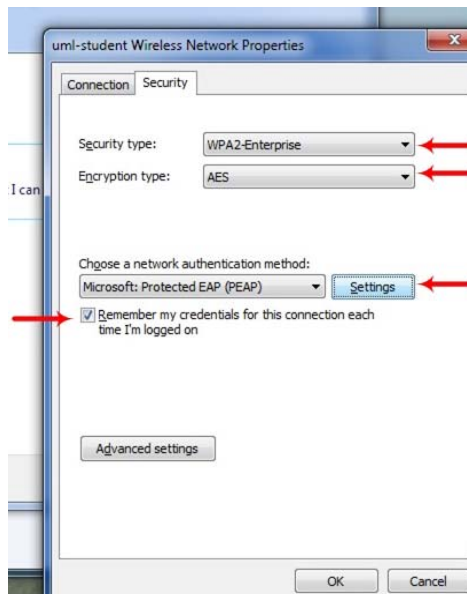 uml-student Wireless Network Properties
Connection Security
Security type: WPA2-Enterprise
Encryption type: AES
I can
Choose a network authentication method:
Microsoft: Protected EAP (PEAP) Settings
Remember my credentials for this connection each
time I'm logged on
Advanced settings
OK Cancel